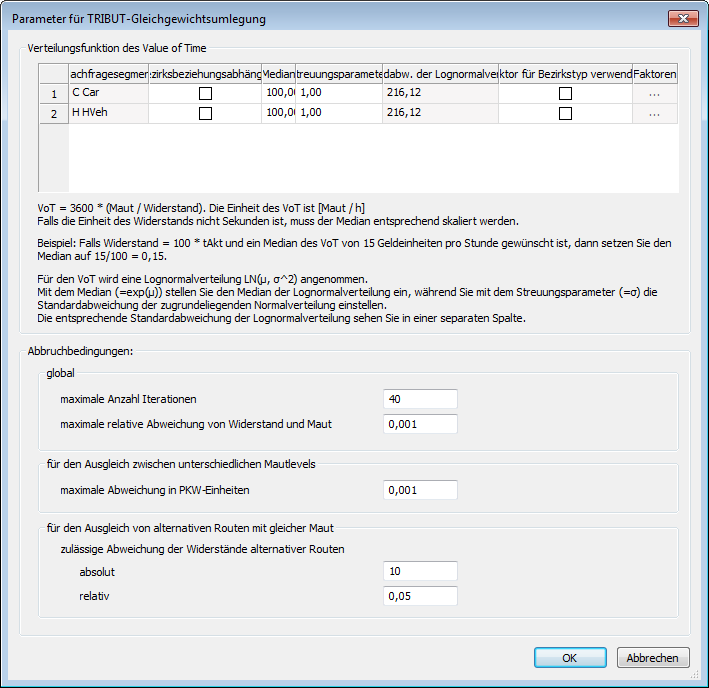 Parameter für TRIBUT-Gleichgewichtsumlegung
Verteilungsfunktion des Value of Time
achfragesegmen zirksbeziehungsabhäng Median treuungsparamete dabw. der Lognormalver ktor für Bezirkstyp verwend Faktoren
1 C Car 100,00 1,00 216,12 ...
2 H HVeh 100,00 1,00 216,12 ...
VoT = 3600 * (Maut / Widerstand). Die Einheit des VoT ist [Maut / h]
Falls die Einheit des Widerstands nicht Sekunden ist, muss der Median entsprechend skaliert werden.
Beispiel: Falls Widerstand = 100 * tAkt und ein Median des VoT von 15 Geldeinheiten pro Stunde gewünscht ist, dann setzen Sie den
Median auf 15/100 = 0,15.
Für den VoT wird eine Lognormalverteilung LN(μ, σ^2) angenommen.
Mit dem Median (=exp(μ)) stellen Sie den Median der Lognormalverteilung ein, während Sie mit dem Streuungsparameter (=σ) die
Standardabweichung der zugrundeliegenden Normalverteilung einstellen.
Die entsprechende Standardabweichung der Lognormalverteilung sehen Sie in einer separaten Spalte.
Abbruchbedingungen:
global
maximale Anzahl Iterationen 40
maximale relative Abweichung von Widerstand und Maut 0,001
für den Ausgleich zwischen unterschiedlichen Mautlevels
maximale Abweichung in PKW-Einheiten 0,001
für den Ausgleich von alternativen Routen mit gleicher Maut
zulässige Abweichung der Widerstände alternativer Routen
absolut 10
relativ 0,05
OK Abbrechen